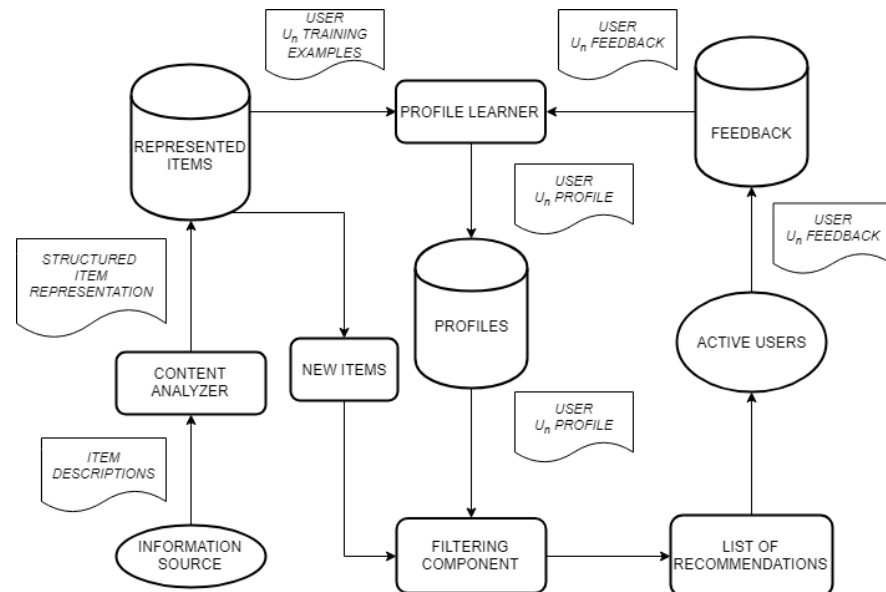 USER
Un TRAINING
EXAMPLES
USER
Un FEEDBACK
REPRESENTED
ITEMS
PROFILE LEARNER
FEEDBACK
USER
Un PROFILE
USER
Un FEEDBACK
STRUCTURED
ITEM
REPRESENTATION
PROFILES
ACTIVE USERS
CONTENT
ANALYZER
NEW ITEMS
USER
Un PROFILE
ITEM
DESCRIPTIONS
INFORMATION
SOURCE
FILTERING
COMPONENT
LIST OF
RECOMMENDATIONS